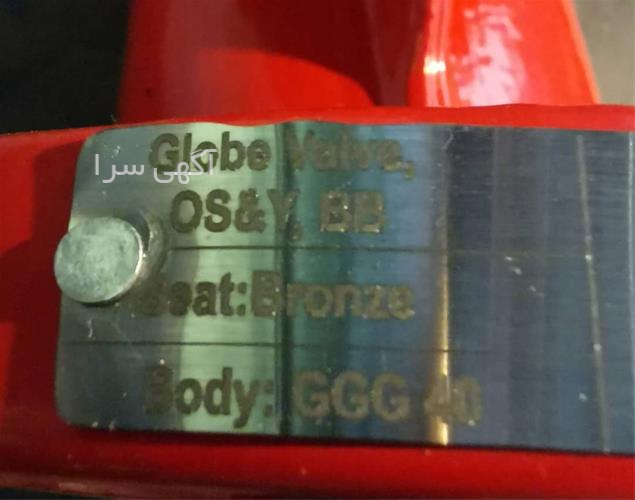 Globe Valve,
آگهی سرا
OS&Y, BB
Seat:Bronze
Body: GGG 40